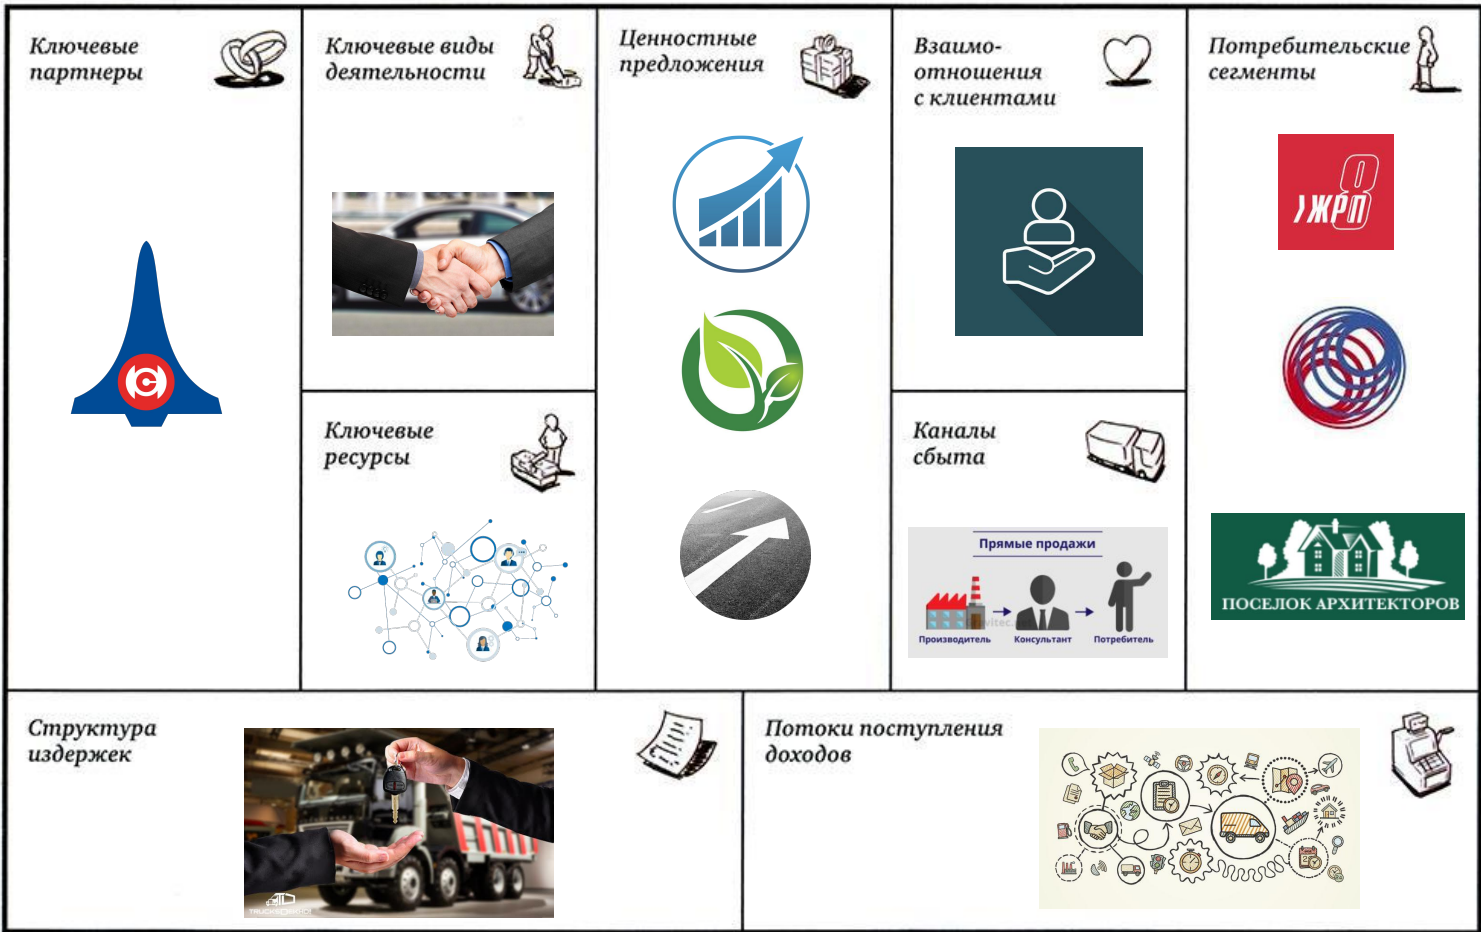 Ключевые
партнеры
Ключевые виды
деятельности
Ценностные
предложения
Взаимо-
отношения
с клиентами
Потребительские
сегменты
ЖРП
8
Ключевые
ресурсы
Каналы
сбыта
Прямые продажи
Производитель
Консультант
Потребитель
ПОСЕЛОК АРХИТЕКТОРОВ
Структура
издержек
Потоки поступления
доходов